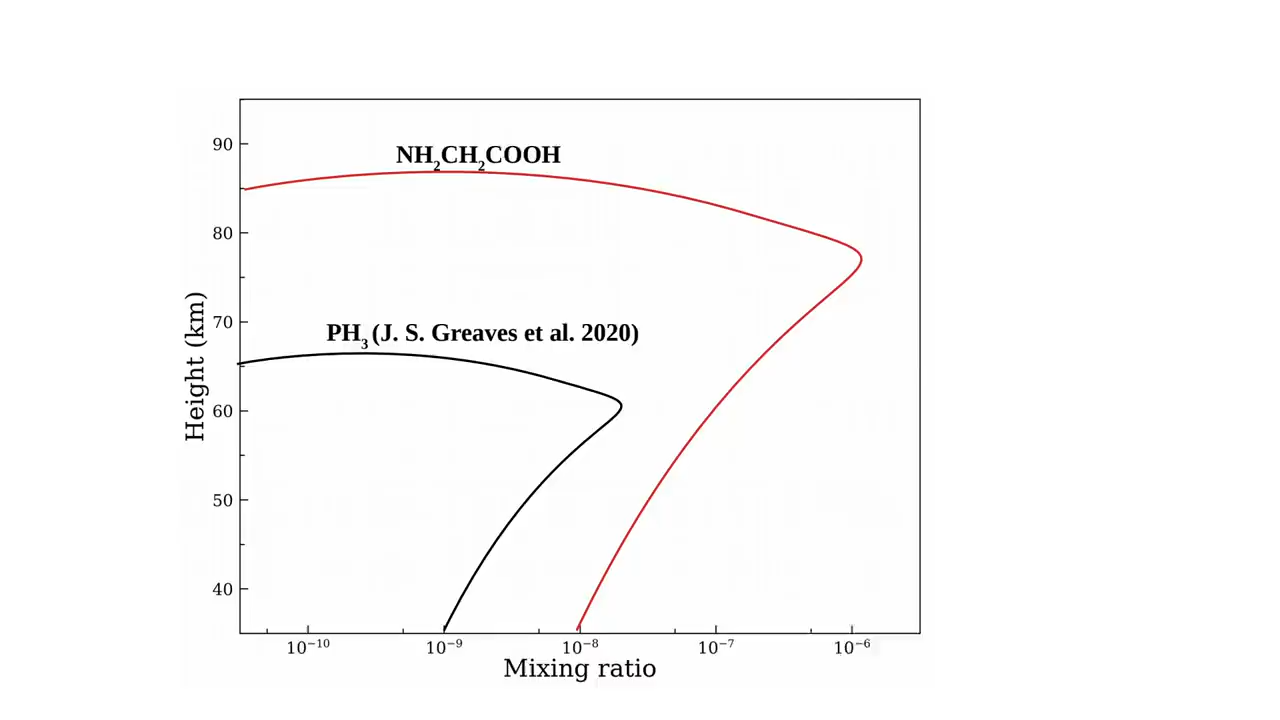 NH₂CH₂COOH
PH₃ (J. S. Greaves et al. 2020)
Height (km)
90
80
70
60
50
40
10⁻¹⁰
10⁻⁹
10⁻⁸
10⁻⁷
10⁻⁶
Mixing ratio